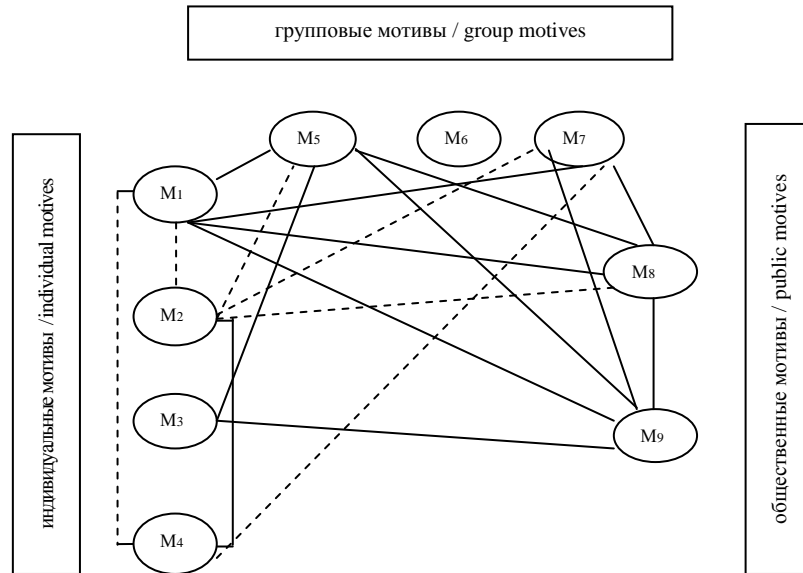 групповые мотивы / group motives
индивидуальные мотивы / individual motives
M5
M6
M7
M1
M8
M2
M3
M9
M4
общественные мотивы / public motives